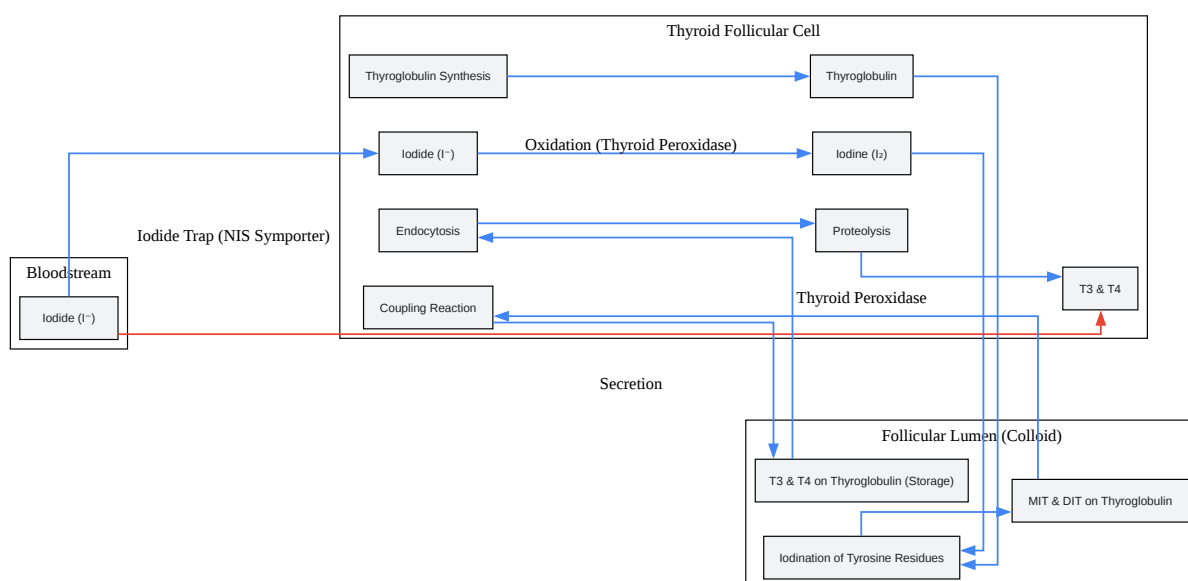 Thyroid Follicular Cell
Thyroglobulin Synthesis
Thyroglobulin
Iodide (I⁻)
Oxidation (Thyroid Peroxidase)
Iodine (I₂)
Iodide Trap (NIS Symporter)
Endocytosis
Proteolysis
Bloodstream
Iodide (I⁻)
Coupling Reaction
Thyroid Peroxidase
T3 & T4
Secretion
Follicular Lumen (Colloid)
T3 & T4 on Thyroglobulin (Storage)
MIT & DIT on Thyroglobulin
Iodination of Tyrosine Residues